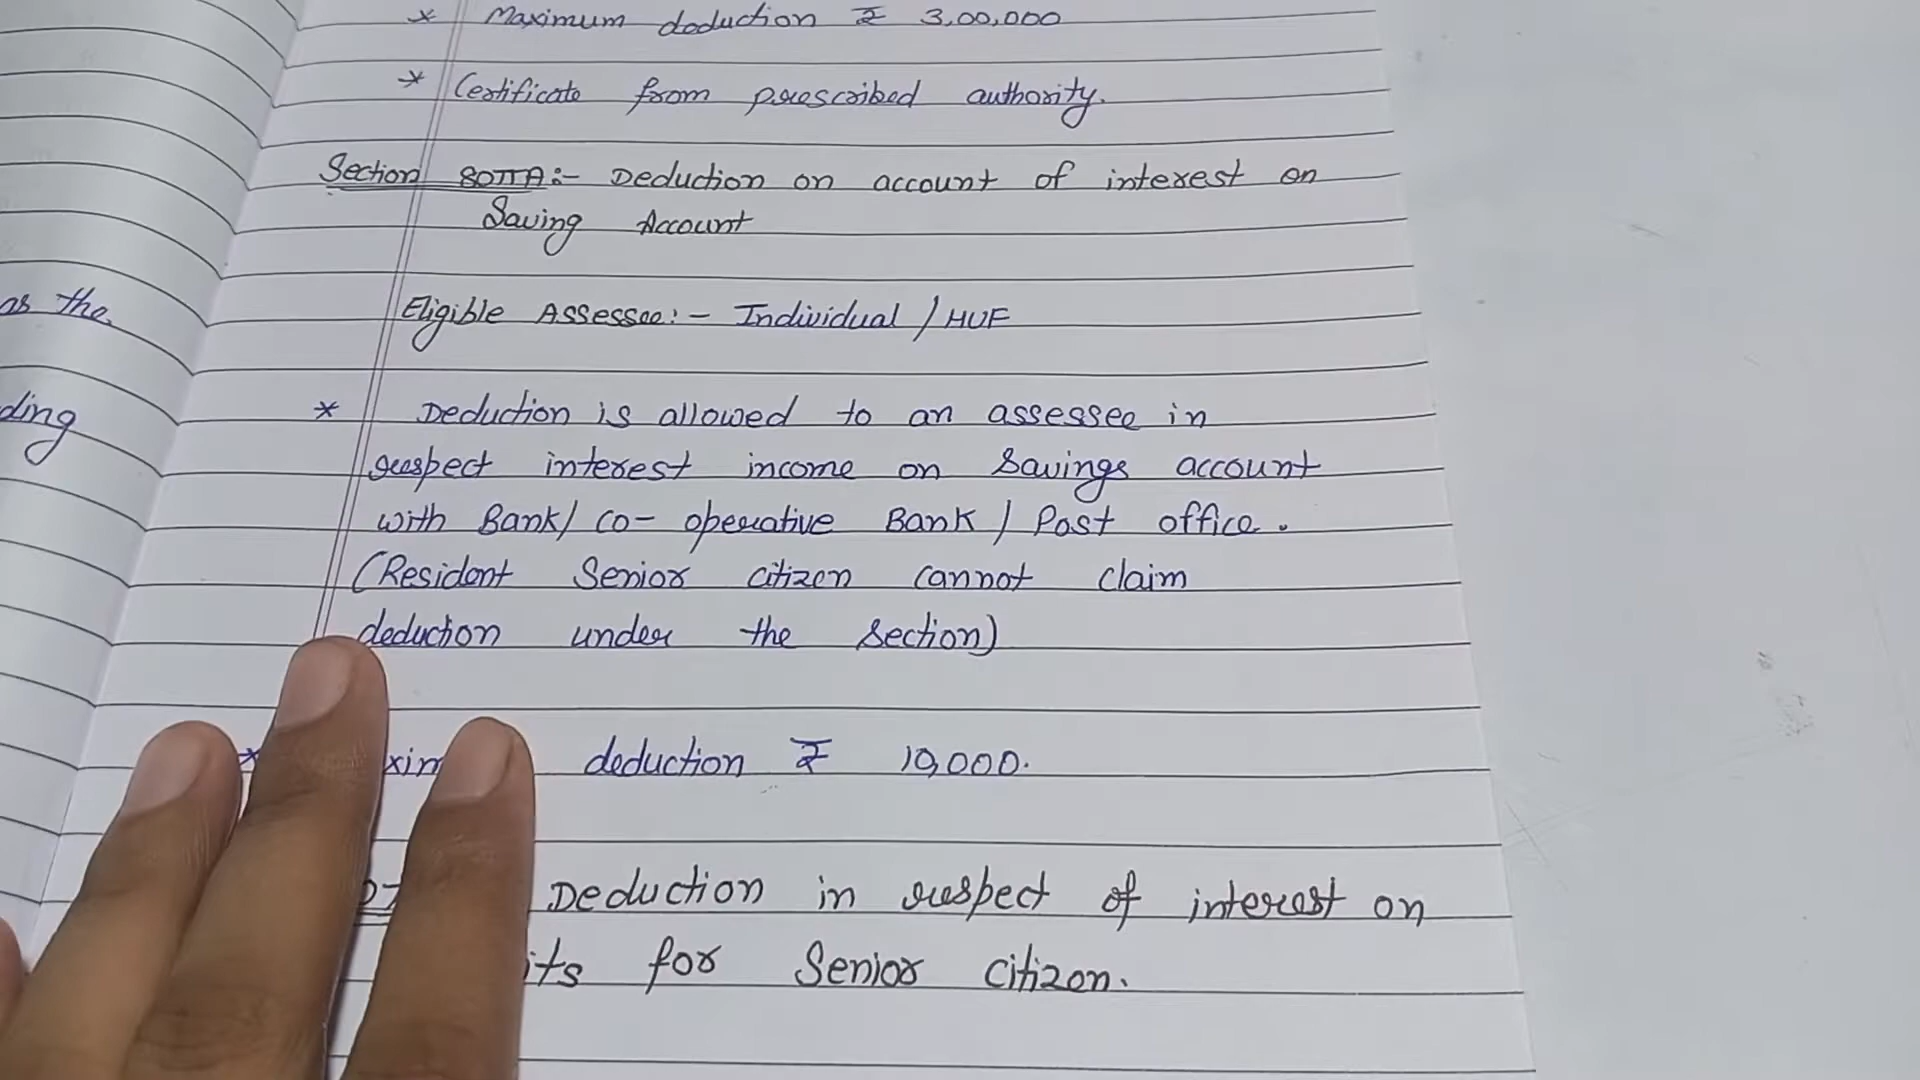 * Maximum deduction ₹ 3,00,000
* Certificate from prescribed authority.
Section 80TTA:- Deduction on account of interest on
Saving Account
Eligible Assessee:- Individual / HUF
as the
ding
* Deduction is allowed to an assessee in
respect interest income on Savings account
with Bank/ Co-operative Bank / Post office.
(Resident Senior citizen cannot claim
deduction under the section)
* xim deduction ₹ 10,000.
Deduction in respect of interest on
its for Senior citizen.